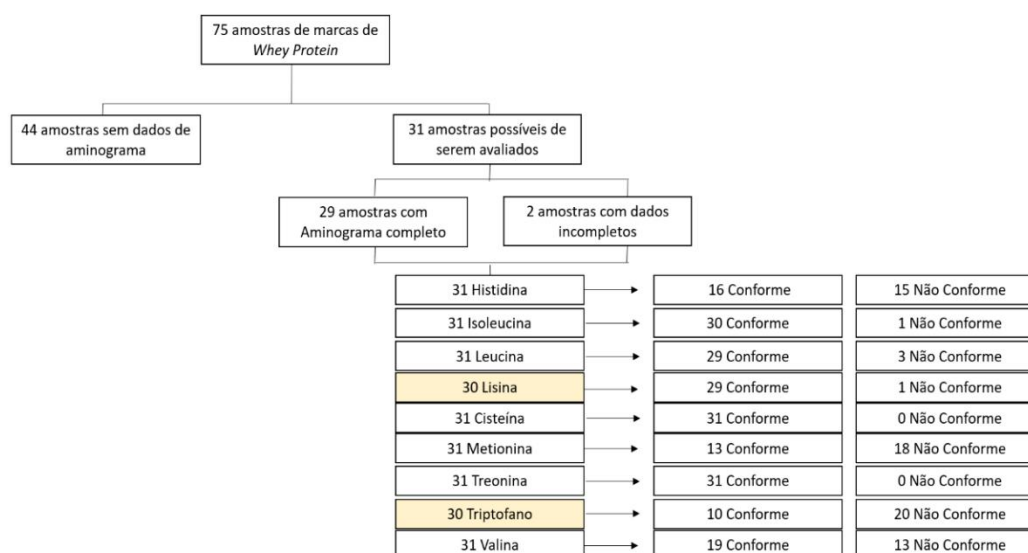 75 amostras de marcas de
Whey Protein
44 amostras sem dados de
aminograma
31 amostras possíveis de
serem avaliados
29 amostras com
Aminograma completo
2 amostras com dados
incompletos
31 Histidina
16 Conforme
15 Não Conforme
31 Isoleucina
30 Conforme
1 Não Conforme
31 Leucina
29 Conforme
3 Não Conforme
30 Lisina
29 Conforme
1 Não Conforme
31 Cisteína
31 Conforme
0 Não Conforme
31 Metionina
13 Conforme
18 Não Conforme
31 Treonina
31 Conforme
0 Não Conforme
30 Triptofano
10 Conforme
20 Não Conforme
31 Valina
19 Conforme
13 Não Conforme